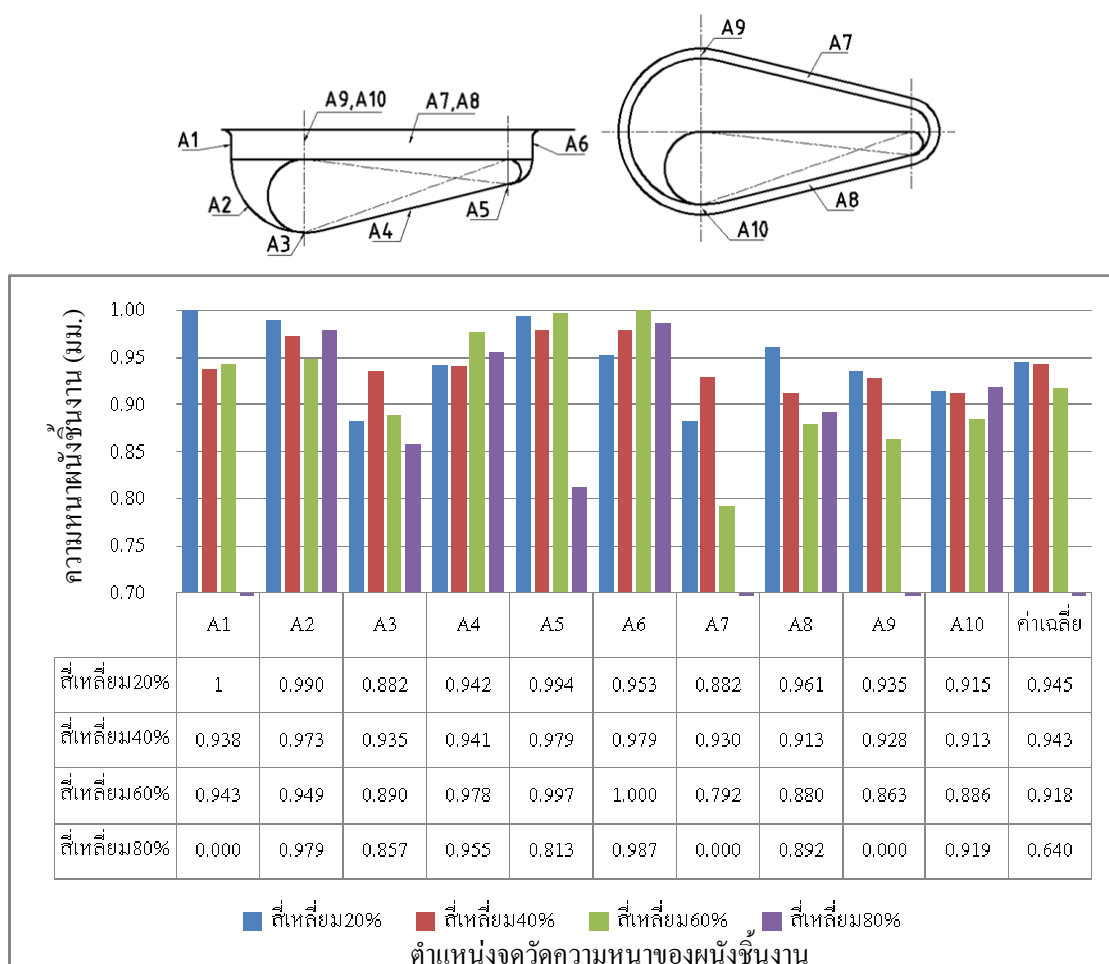 A9
A7
A9,A10
A7,A8
A1
A6
A2
A5
A8
A4
A3
A10
ความหนาผนังชิ้นงาน (มม.)
1.00
0.95
0.90
0.85
0.80
0.75
0.70
A1 A2 A3 A4 A5 A6 A7 A8 A9 A10 ค่าเฉลี่ย
สี่เหลี่ยม20% 1 0.990 0.882 0.942 0.994 0.953 0.882 0.961 0.935 0.915 0.945
สี่เหลี่ยม40% 0.938 0.973 0.935 0.941 0.979 0.979 0.930 0.913 0.928 0.913 0.943
สี่เหลี่ยม60% 0.943 0.949 0.890 0.978 0.997 1.000 0.792 0.880 0.863 0.886 0.918
สี่เหลี่ยม80% 0.000 0.979 0.857 0.955 0.813 0.987 0.000 0.892 0.000 0.919 0.640
สี่เหลี่ยม20% สี่เหลี่ยม40% สี่เหลี่ยม60% สี่เหลี่ยม80%
ตำแหน่งจุดวัดความหนาของผนังชิ้นงาน